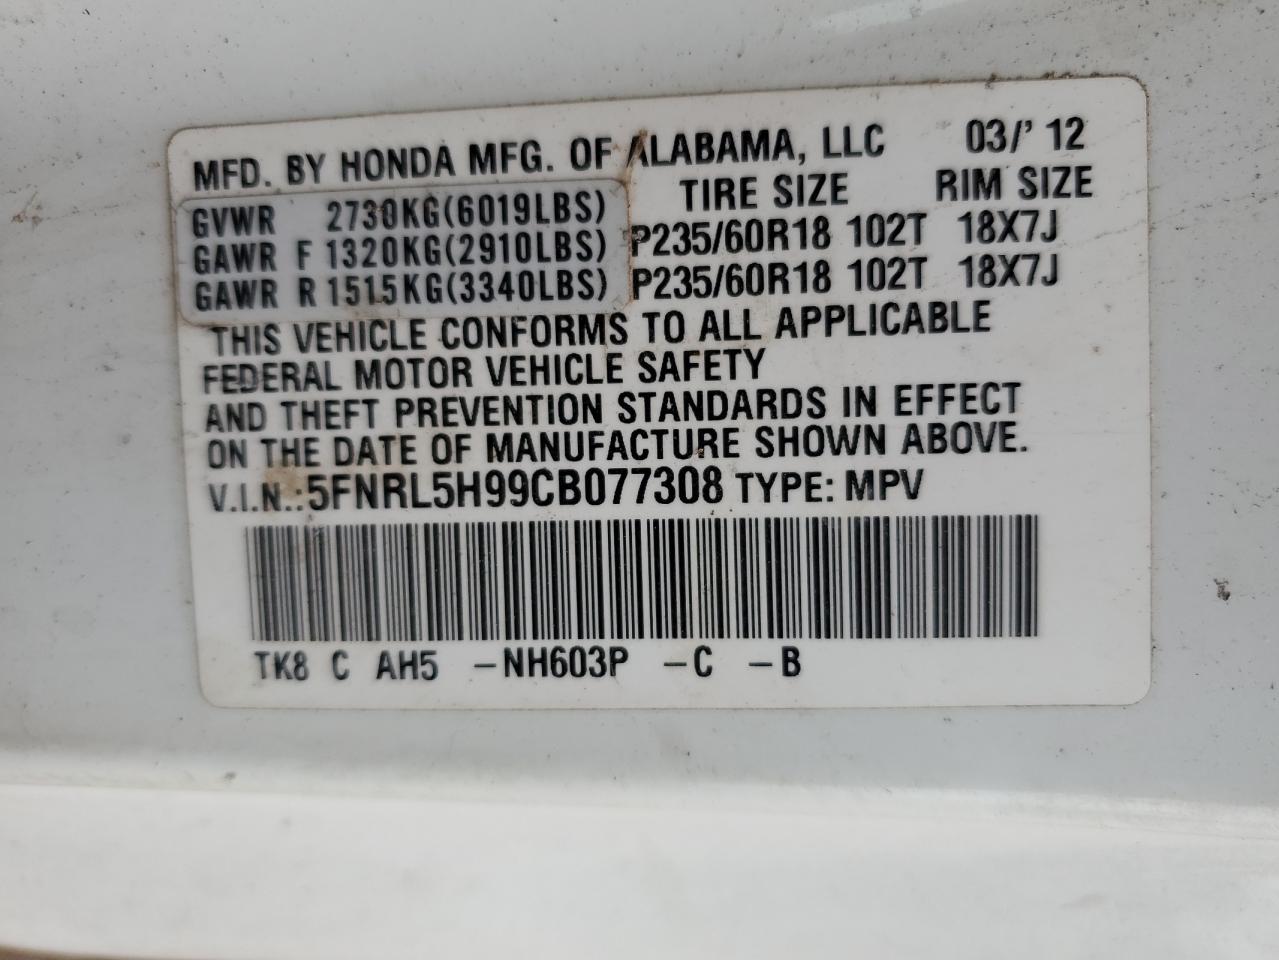 MFD. BY HONDA MFG. OF ALABAMA, LLC 03/' 12
TIRE SIZE RIM SIZE
GVWR 2730KG(6019LBS)
GAWR F 1320KG(2910LBS) P235/60R18 102T 18X7J
GAWR R 1515KG(3340LBS) P235/60R18 102T 18X7J
THIS VEHICLE CONFORMS TO ALL APPLICABLE
FEDERAL MOTOR VEHICLE SAFETY
AND THEFT PREVENTION STANDARDS IN EFFECT
ON THE DATE OF MANUFACTURE SHOWN ABOVE.
V.I.N.:5FNRL5H99CB077308 TYPE: MPV
TK8 C AH5 –NH603P –C –B